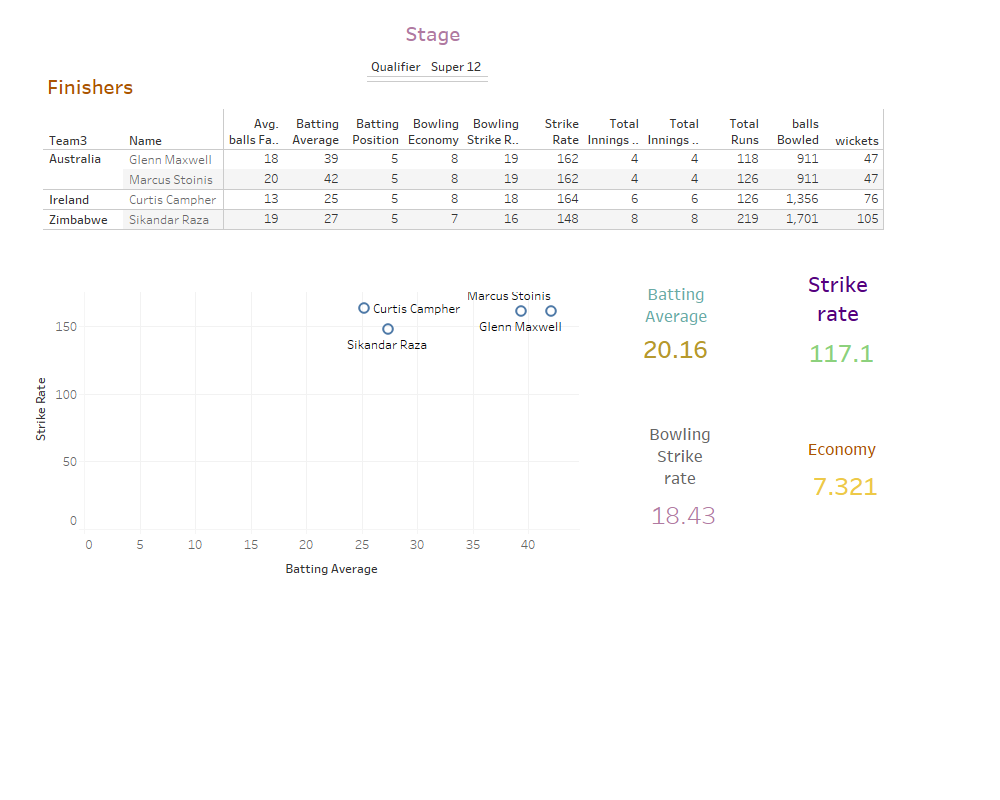 Stage
Qualifier Super 12
Finishers
Team3 Name Avg. balls Fa.. Batting Average Batting Position Bowling Economy Bowling Strike R.. Strike Rate Total Innings .. Total Innings .. Total Runs balls Bowled wickets
Australia Glenn Maxwell 18 39 5 8 19 162 4 4 118 911 47
Marcus Stoinis 20 42 5 8 19 162 4 4 126 911 47
Ireland Curtis Campher 13 25 5 8 18 164 6 6 126 1,356 76
Zimbabwe Sikandar Raza 19 27 5 7 16 148 8 8 219 1,701 105
Marcus Stoinis
Curtis Campher
Glenn Maxwell
Sikandar Raza
150
100
50
0
Strike Rate
0 5 10 15 20 25 30 35 40
Batting Average
Batting
Average
20.16
Strike
rate
117.1
Bowling
Strike
rate
18.43
Economy
7.321